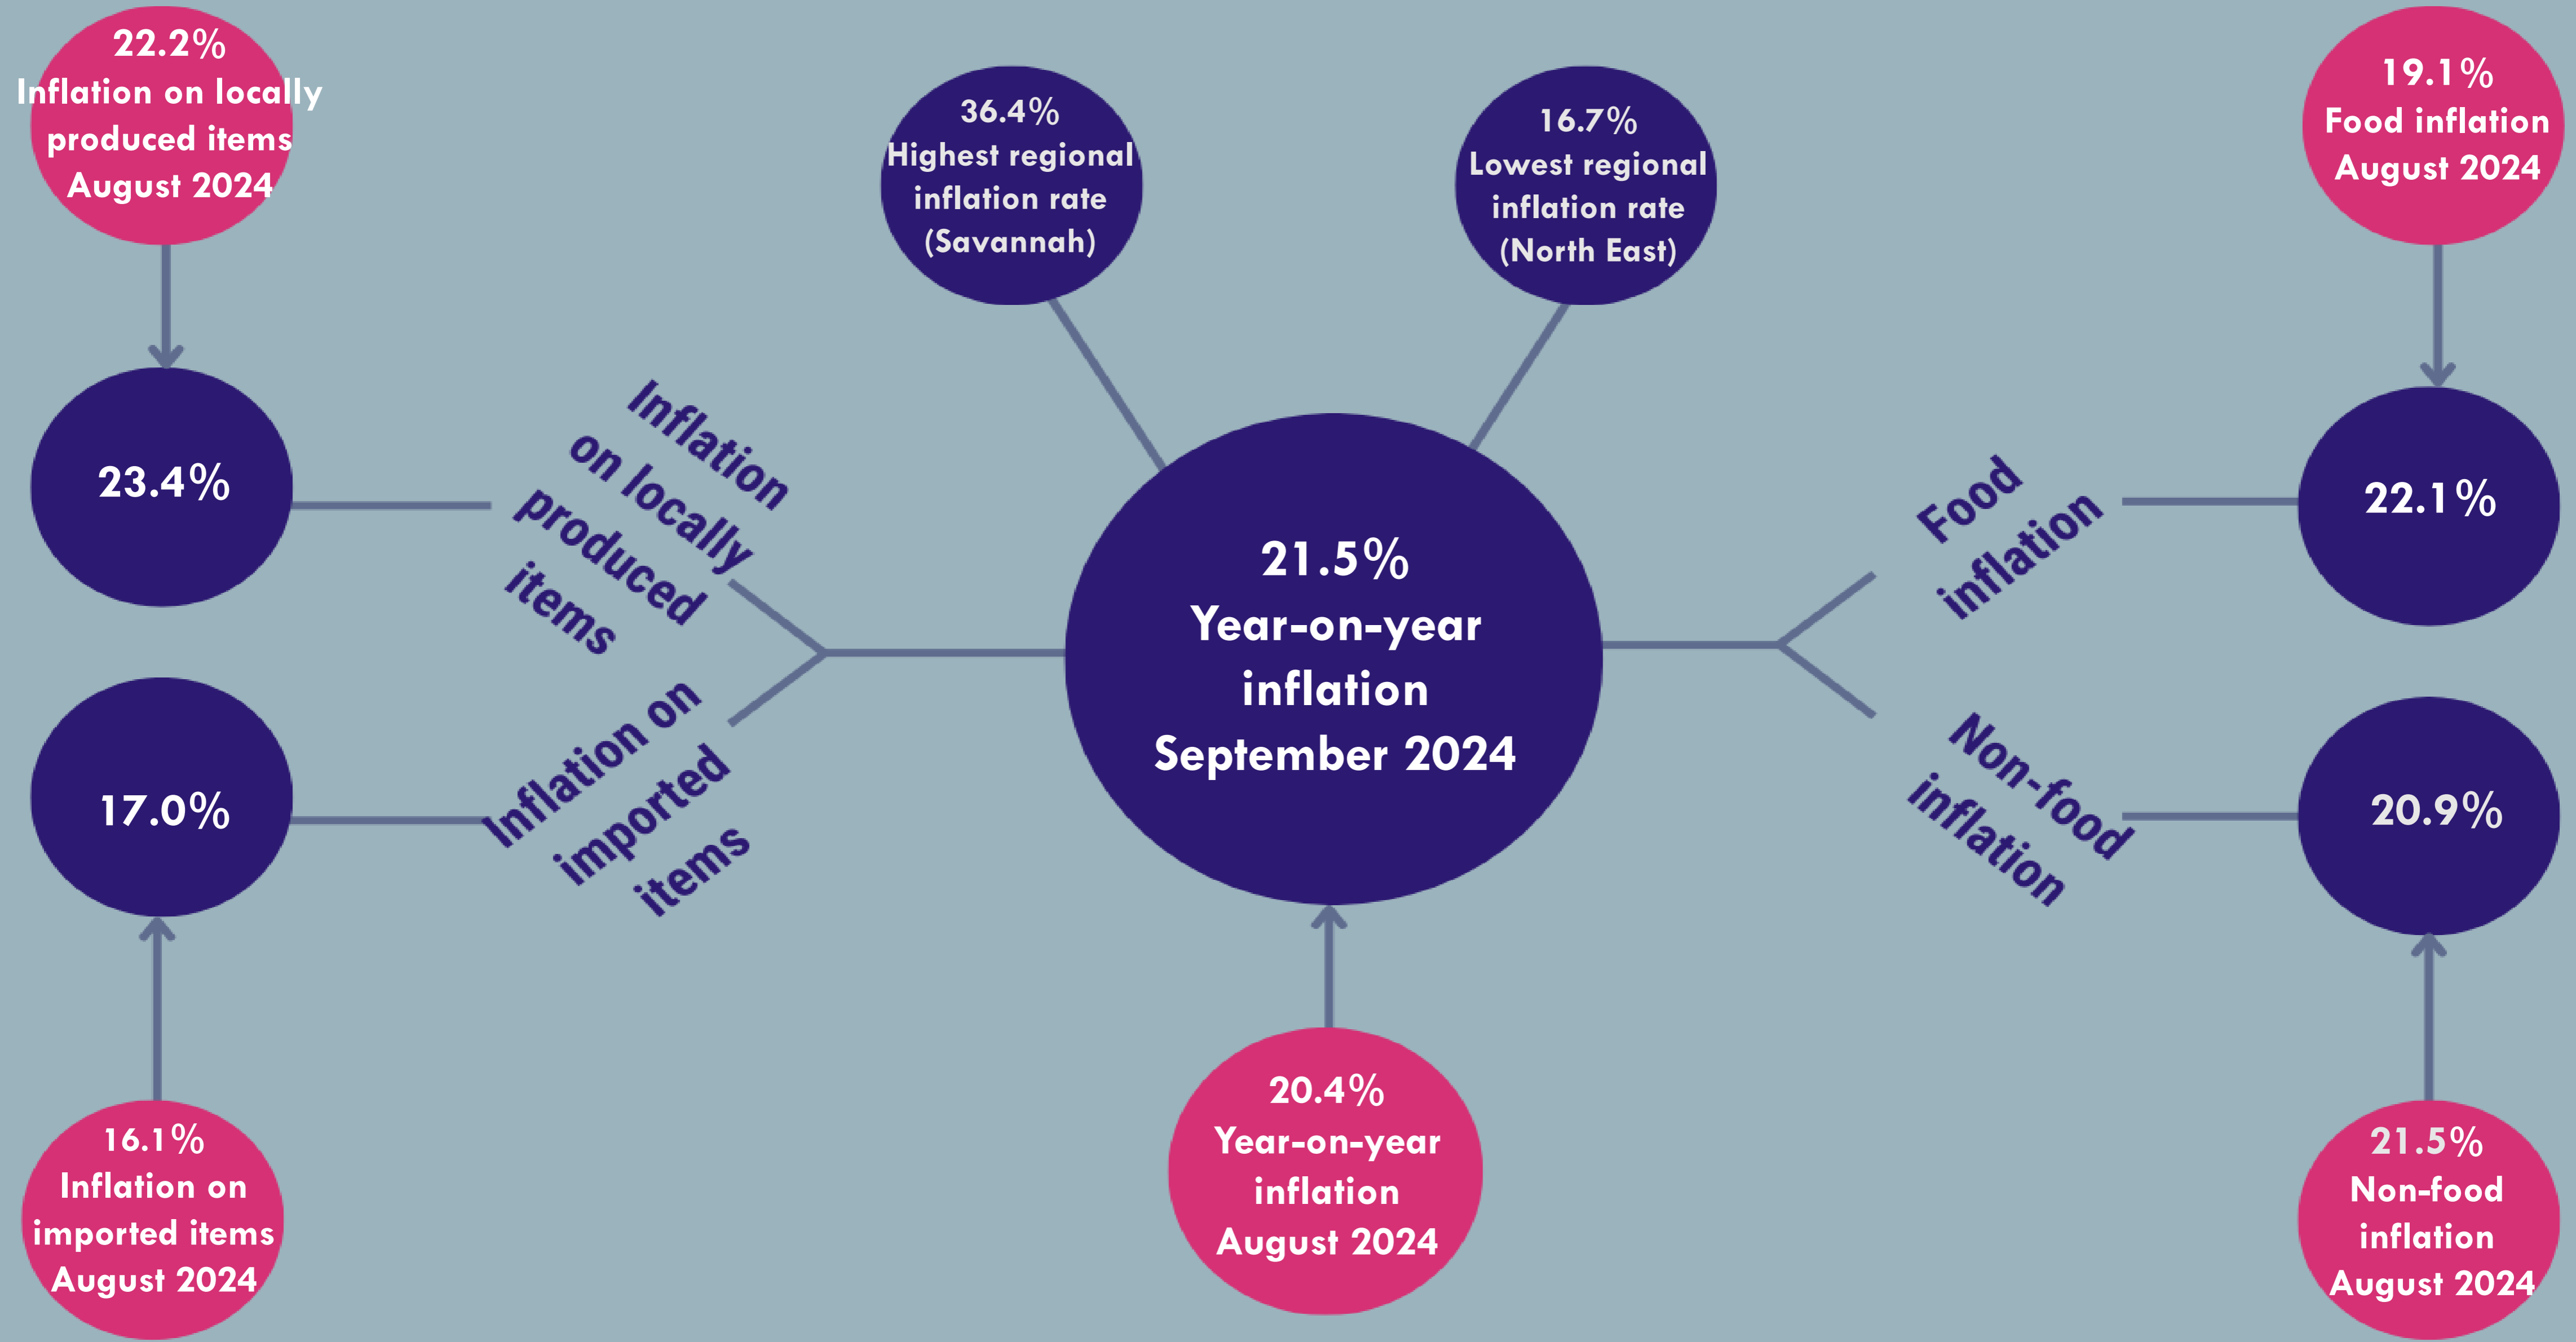 22.2%
Inflation on locally
produced items
August 2024
36.4%
Highest regional
inflation rate
(Savannah)
16.7%
Lowest regional
inflation rate
(North East)
19.1%
Food inflation
August 2024
23.4%
Inflation
on locally
produced
items
21.5%
Year-on-year
inflation
September 2024
Food
inflation
22.1%
17.0%
Inflation on
imported
items
Non-food
inflation
20.9%
16.1%
Inflation on
imported items
August 2024
20.4%
Year-on-year
inflation
August 2024
21.5%
Non-food
inflation
August 2024